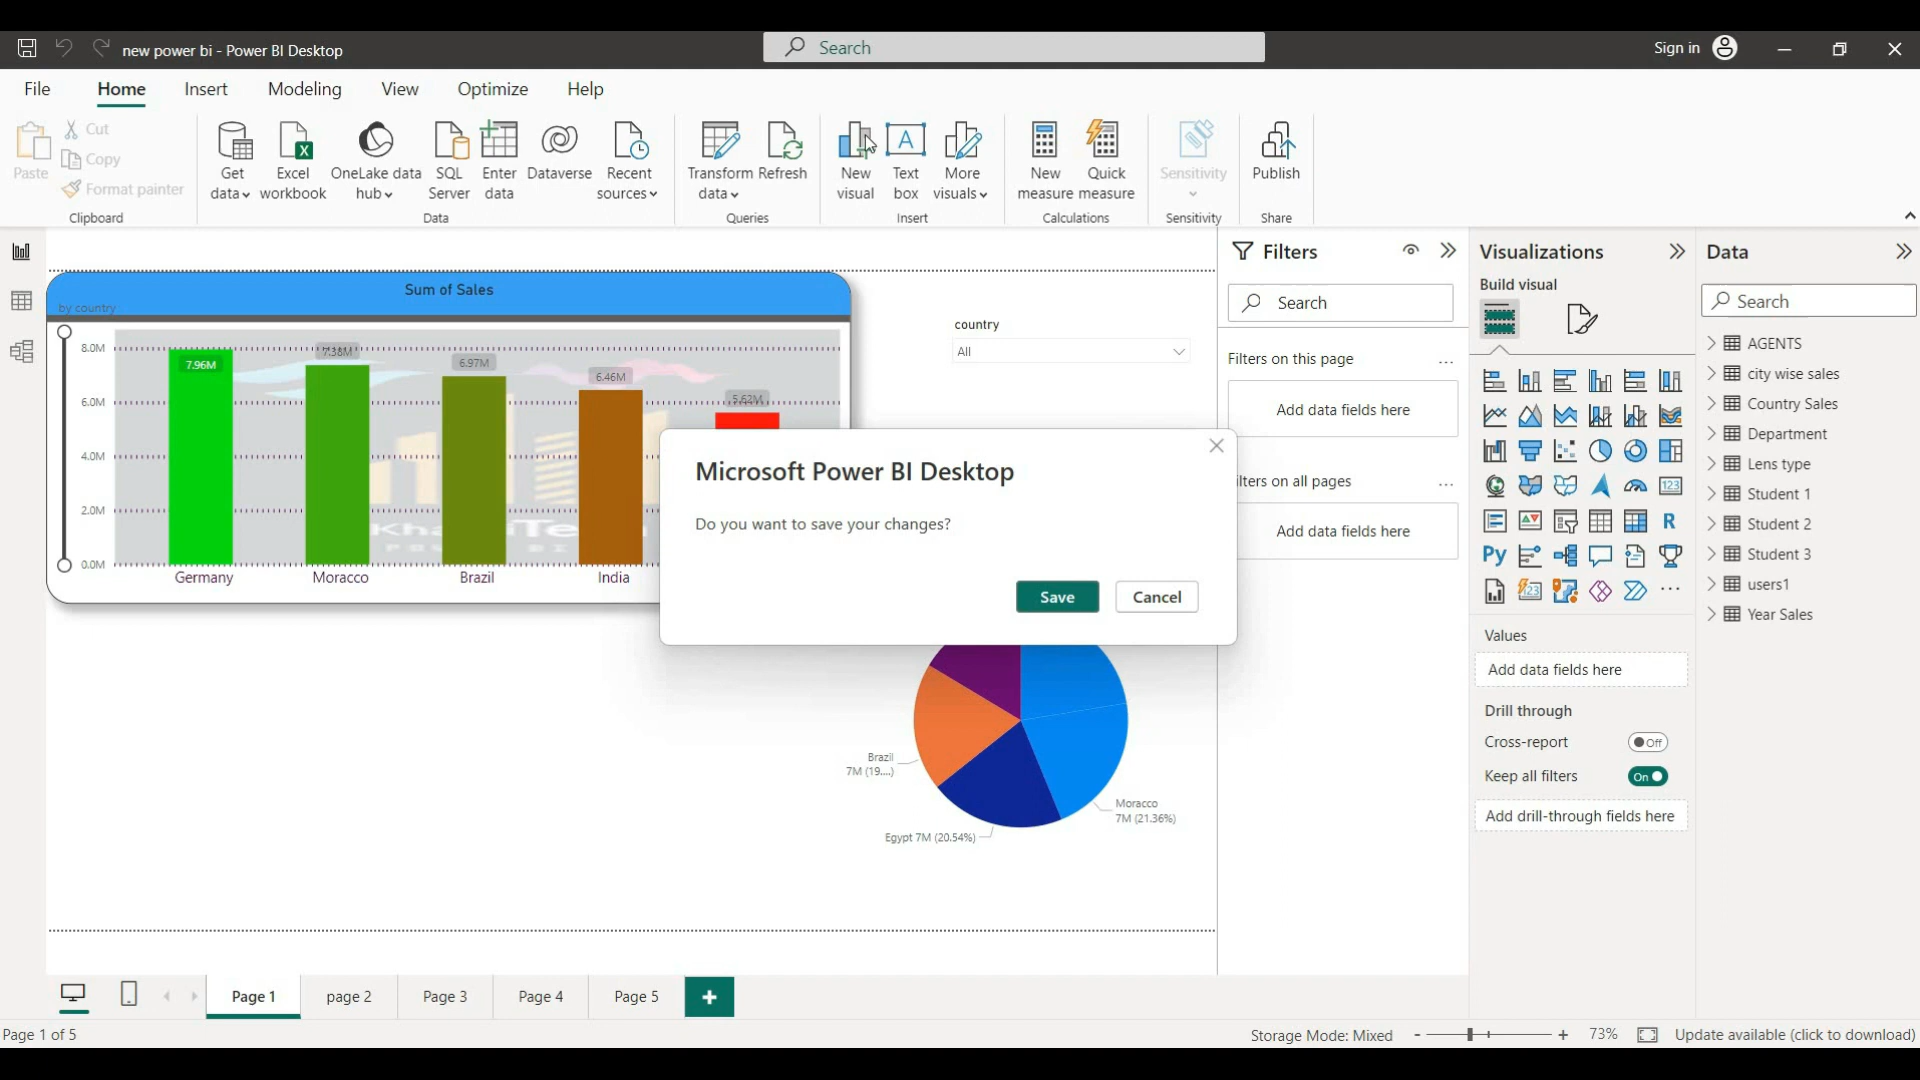 new power bi - Power BI Desktop
Search
Sign in
File Home Insert Modeling View Optimize Help
Paste
Cut
Copy
Format painter
Clipboard
Get data
Excel workbook
OneLake data hub
SQL Server
Enter data
Dataverse
Recent sources
Data
Transform data
Refresh
Queries
New visual
Text box
More visuals
Insert
New measure
Quick measure
Calculations
Sensitivity
Sensitivity
Publish
Share
Sum of Sales
by country
8.0M
6.0M
4.0M
2.0M
0.0M
7.96M
7.38M
6.97M
6.46M
5.62M
Germany
Moracco
Brazil
India
country
All
Microsoft Power BI Desktop
Do you want to save your changes?
Save
Cancel
Brazil
7M (19....)
Egypt 7M (20.54%)
Moracco
7M (21.36%)
Filters
Search
Filters on this page
...
Add data fields here
ilters on all pages
...
Add data fields here
Visualizations
Build visual
123
R
Py
123
...
Values
Add data fields here
Drill through
Cross-report
Off
Keep all filters
On
Add drill-through fields here
Data
Search
AGENTS
city wise sales
Country Sales
Department
Lens type
Student 1
Student 2
Student 3
users1
Year Sales
Page 1
page 2
Page 3
Page 4
Page 5
+
Page 1 of 5
Storage Mode: Mixed
- + 73%
Update available (click to download)